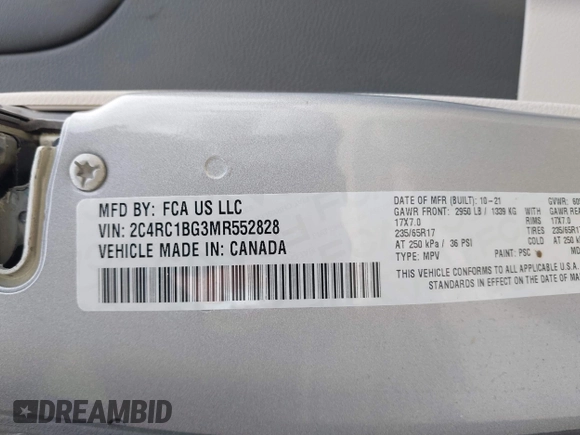 MFD BY: FCA US LLC
VIN: 2C4RC1BG3MR552828
VEHICLE MADE IN: CANADA
DATE OF MFR (BUILT): 10-21 GVWR:
GAWR FRONT: 2950 LB / 1339 KG WITH GAWR
17X7.0 RIMS 17X7.0
235/65R17 TIRES 235/65R17
AT 250 kPa / 36 PSI COLD AT 250
TYPE: MPV PAINT: PSC
THIS VEHICLE CONFORMS TO ALL APPLICABLE U.S.A.
STANDARDS IN EFFECT ON THE DATE OF
DREAMBID